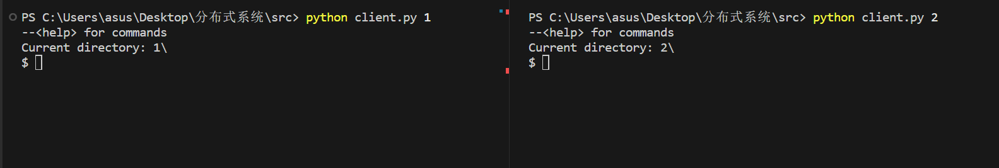 PS C:\Users\asus\Desktop\分布式系统\src> python client.py 1
--<help> for commands
Current directory: 1\
$
PS C:\Users\asus\Desktop\分布式系统\src> python client.py 2
--<help> for commands
Current directory: 2\
$